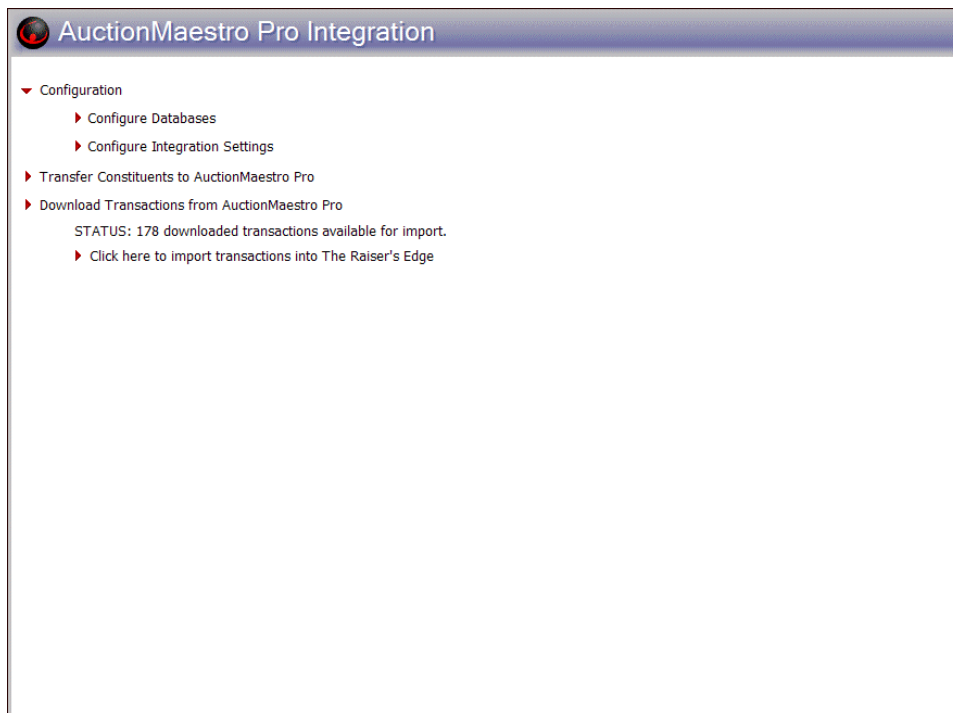 AuctionMaestro Pro Integration
Configuration
Configure Databases
Configure Integration Settings
Transfer Constituents to AuctionMaestro Pro
Download Transactions from AuctionMaestro Pro
STATUS: 178 downloaded transactions available for import.
Click here to import transactions into The Raiser's Edge